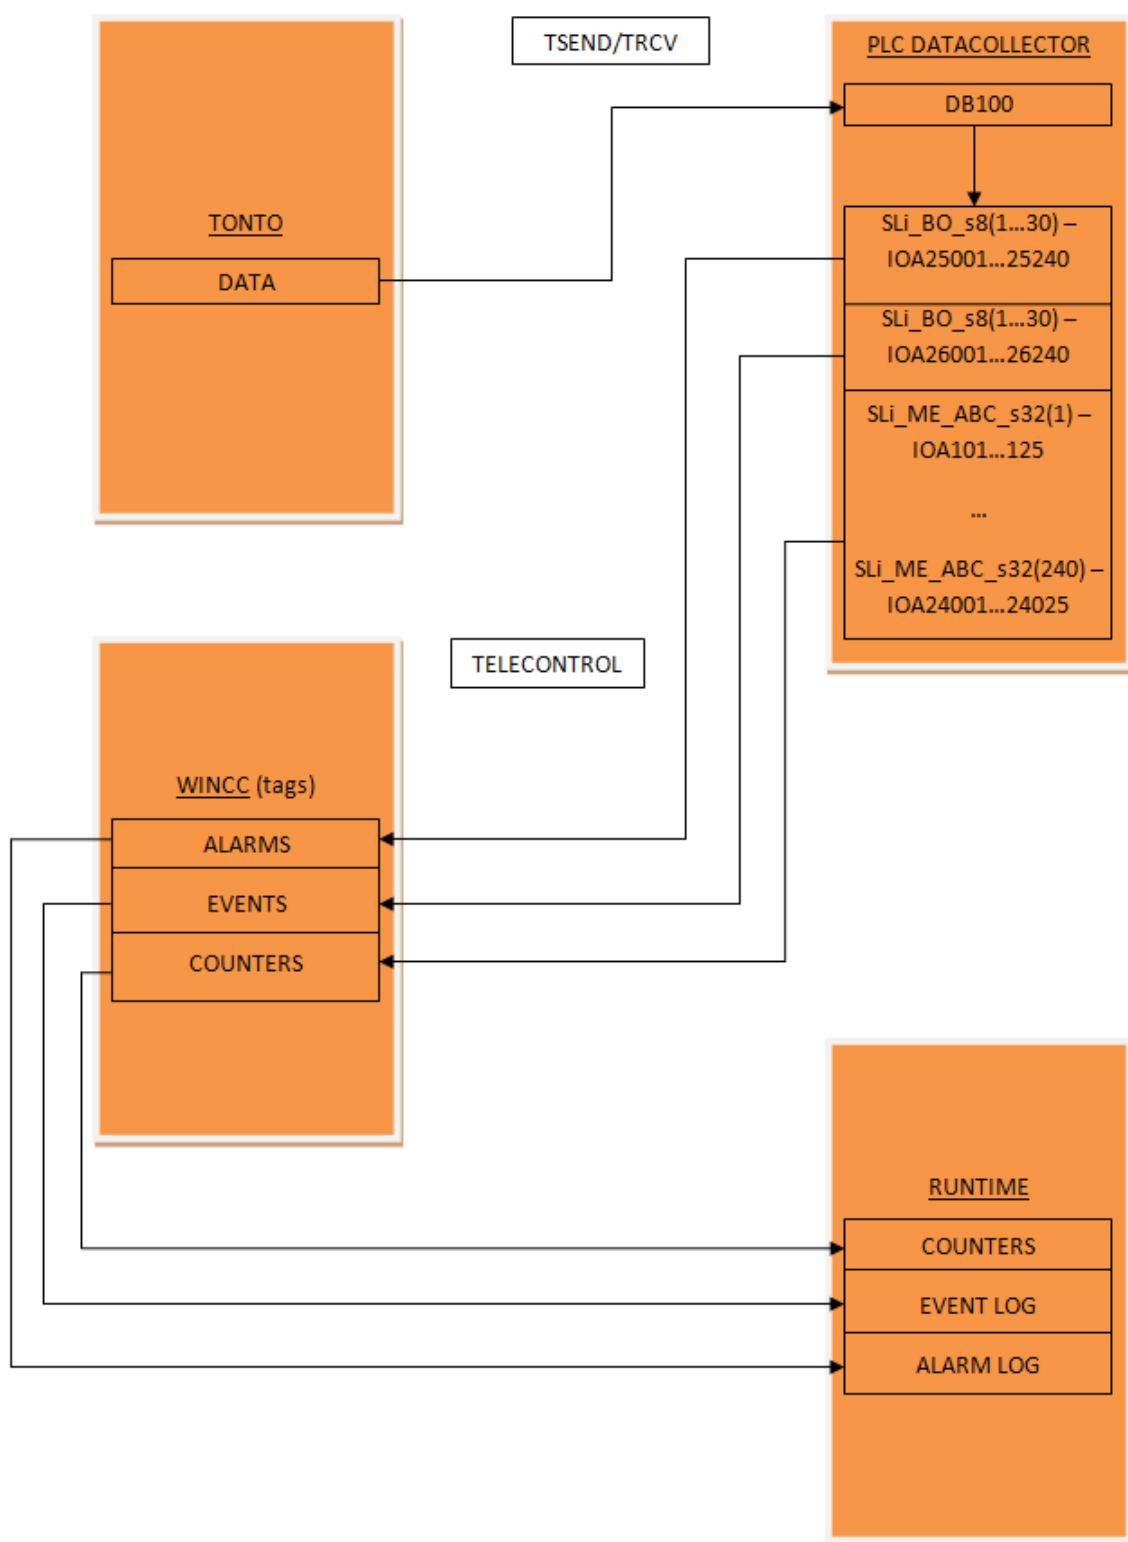 TSEND/TRCV
PLC DATACOLLECTOR
DB100
TONTO
DATA
SLi_BO_s8(1...30) –
IOA25001...25240
SLi_BO_s8(1...30) –
IOA26001...26240
SLi_ME_ABC_s32(1) –
IOA101...125
...
SLi_ME_ABC_s32(240) –
IOA24001...24025
TELECONTROL
WINCC (tags)
ALARMS
EVENTS
COUNTERS
RUNTIME
COUNTERS
EVENT LOG
ALARM LOG